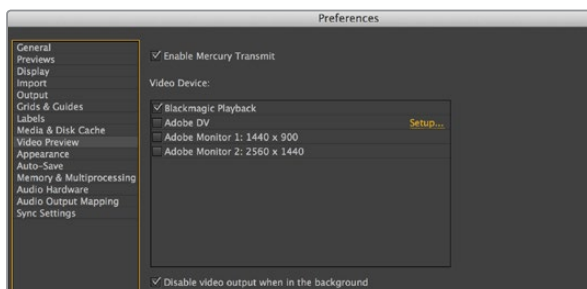 Preferences
General
Previews
Display
Import
Output
Grids & Guides
Labels
Media & Disk Cache
Video Preview
Appearance
Auto-Save
Memory & Multiprocessing
Audio Hardware
Audio Output Mapping
Sync Settings
Enable Mercury Transmit
Video Device:
Blackmagic Playback
Adobe DV Setup...
Adobe Monitor 1: 1440 x 900
Adobe Monitor 2: 2560 x 1440
Disable video output when in the background